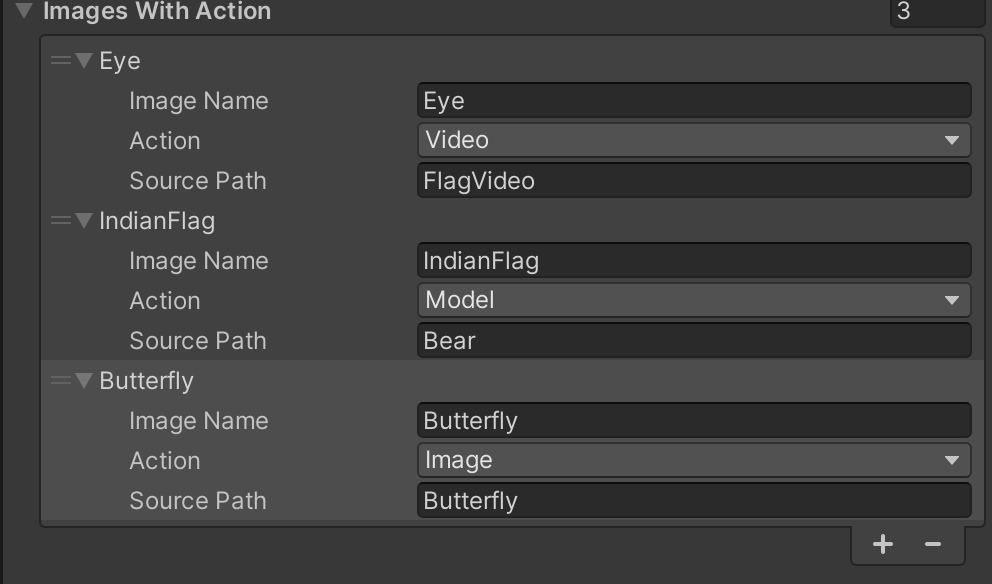 Images With Action 3
Eye
Image Name Eye
Action Video
Source Path FlagVideo
IndianFlag
Image Name IndianFlag
Action Model
Source Path Bear
Butterfly
Image Name Butterfly
Action Image
Source Path Butterfly
+ −